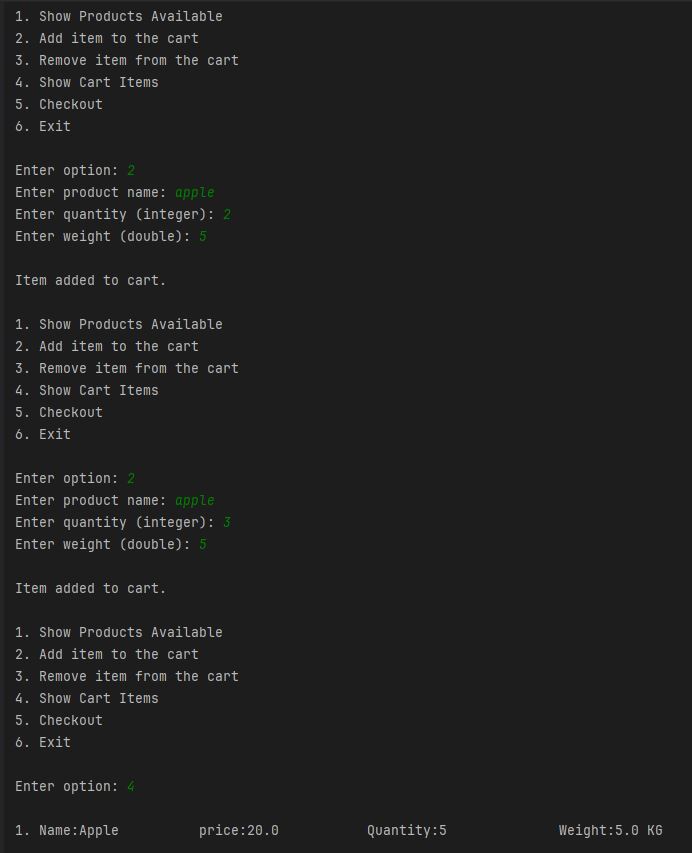 1. Show Products Available
2. Add item to the cart
3. Remove item from the cart
4. Show Cart Items
5. Checkout
6. Exit
Enter option: 2
Enter product name: apple
Enter quantity (integer): 2
Enter weight (double): 5
Item added to cart.
1. Show Products Available
2. Add item to the cart
3. Remove item from the cart
4. Show Cart Items
5. Checkout
6. Exit
Enter option: 2
Enter product name: apple
Enter quantity (integer): 3
Enter weight (double): 5
Item added to cart.
1. Show Products Available
2. Add item to the cart
3. Remove item from the cart
4. Show Cart Items
5. Checkout
6. Exit
Enter option: 4
1. Name:Apple price:20.0 Quantity:5 Weight:5.0 KG